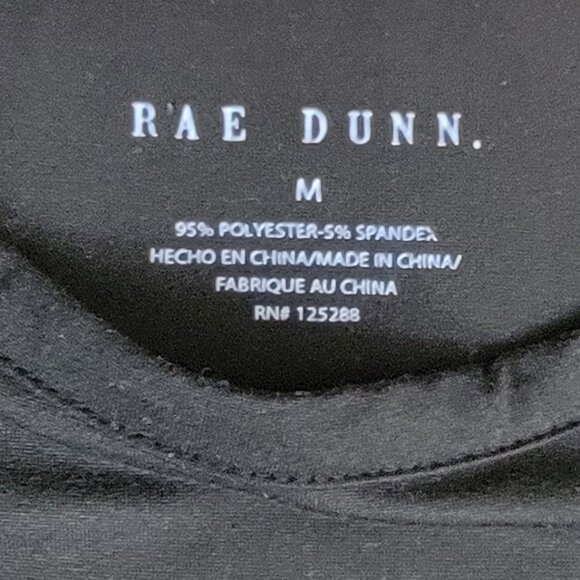 RAE DUNN.
M
95% POLYESTER-5% SPANDEX
HECHO EN CHINA/MADE IN CHINA/
FABRIQUE AU CHINA
RN# 125288